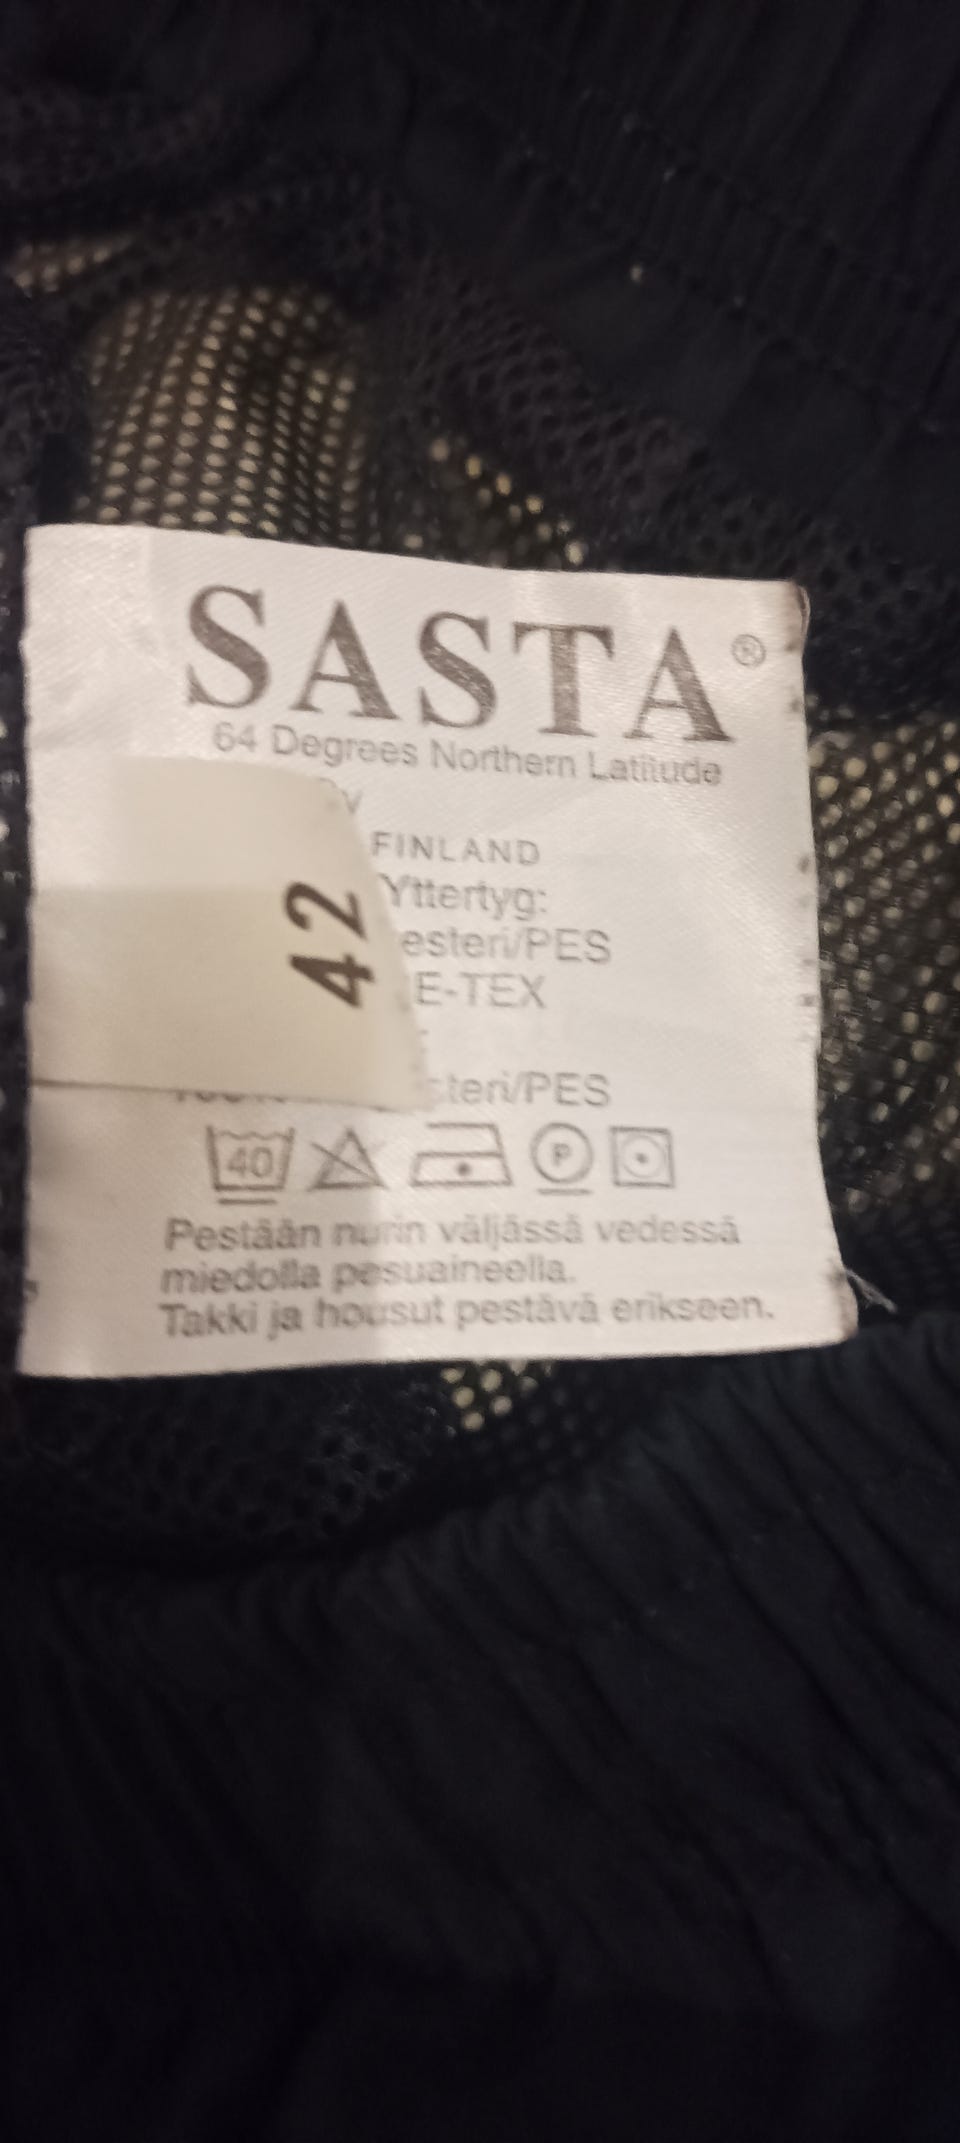 SASTA®
64 Degrees Northern Latitude
FINLAND
42
Yttertyg:
esteri/PES
E-TEX
steri/PES
40
P
Pestään nurin väljässä vedessä
miedolla pesuaineella.
Takki ja housut pestävä erikseen.